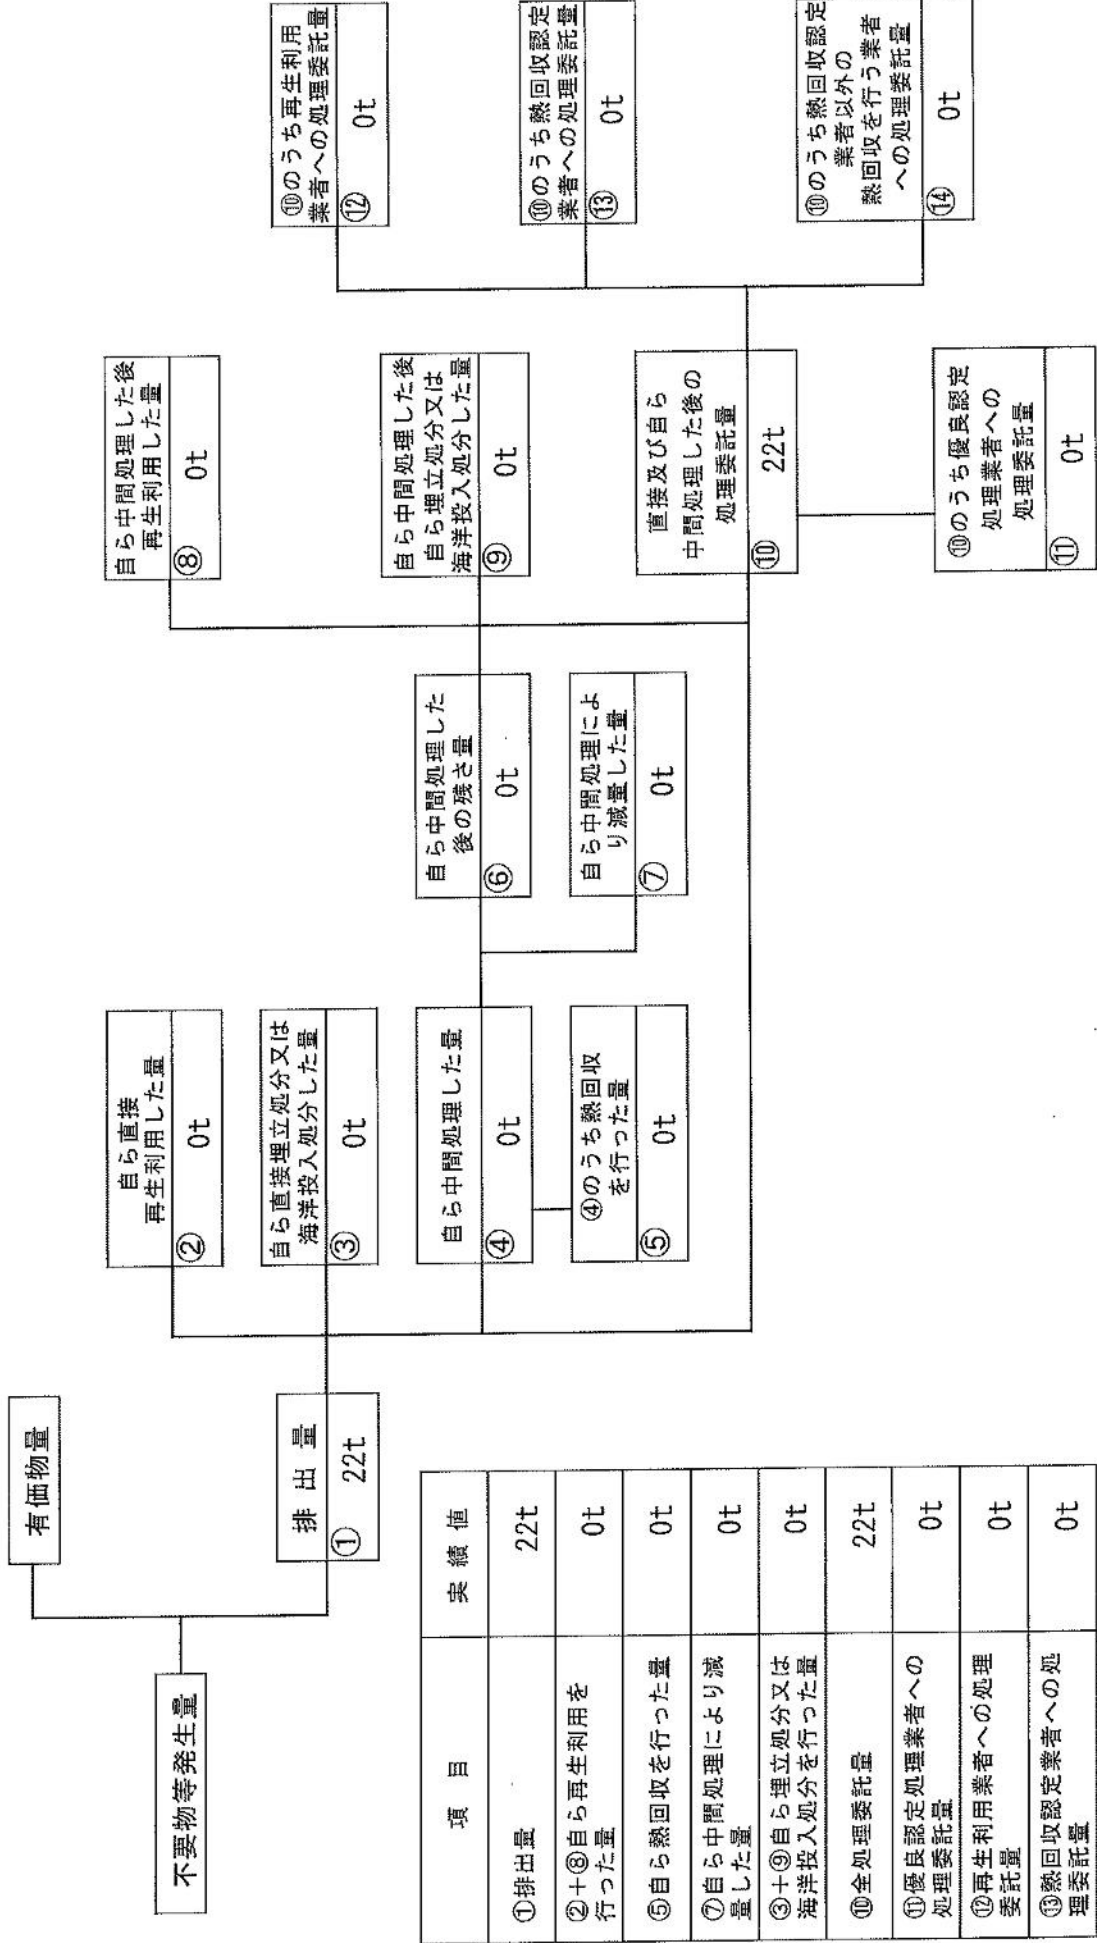 不要物等発生量
有価物量
排出量
①
22t
自ら直接
再生利用した量
②
0t
自ら直接埋立処分又は
海洋投入処分した量
③
0t
自ら中間処理した量
④
0t
④のうち熱回収
を行った量
⑤
0t
自ら中間処理した
後の残さ量
⑥
0t
自ら中間処理によ
り減量した量
⑦
0t
自ら中間処理した後
再生利用した量
⑧
0t
自ら中間処理した後
自ら埋立処分又は
海洋投入処分した量
⑨
0t
直接及び自ら
中間処理した後の
処理委託量
⑩
22t
⑩のうち優良認定
処理業者への
処理委託量
⑪
0t
⑩のうち再生利用
業者への処理委託量
⑫
0t
⑩のうち熱回収認定
業者への処理委託量
⑬
0t
⑩のうち熱回収認定
業者以外の
熱回収を行う業者
への処理委託量
⑭
0t
項目 実績値
①排出量 22t
②+⑧自ら再生利用を
行った量 0t
⑤自ら熱回収を行った量 0t
⑦自ら中間処理により減
量した量 0t
③+⑨自ら埋立処分又は
海洋投入処分を行った量 0t
⑩全処理委託量 22t
⑪優良認定処理業者への
処理委託量 0t
⑫再生利用業者への処理
委託量 0t
⑬熱回収認定業者への処
理委託量 0t